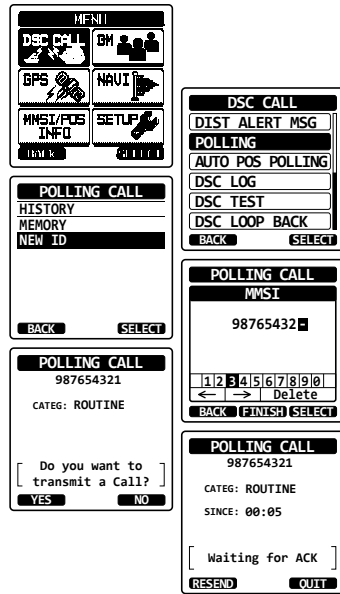 MENU
DSC CALL GM
GPS NAVI
MNSI/POS INFO SETUP
BACK SELECT
DSC CALL
DIST ALERT MSG
POLLING
AUTO POS POLLING
DSC LOG
DSC TEST
DSC LOOP BACK
BACK SELECT
POLLING CALL
HISTORY
MEMORY
NEW ID
BACK SELECT
POLLING CALL
MMSI
98765432-
1 2 3 4 5 6 7 8 9 0
← → Delete
BACK FINISH SELECT
POLLING CALL
987654321
CATEG: ROUTINE
Do you want to
transmit a Call?
YES NO
POLLING CALL
987654321
CATEG: ROUTINE
SINCE: 00:05
Waiting for ACK
RESEND QUIT